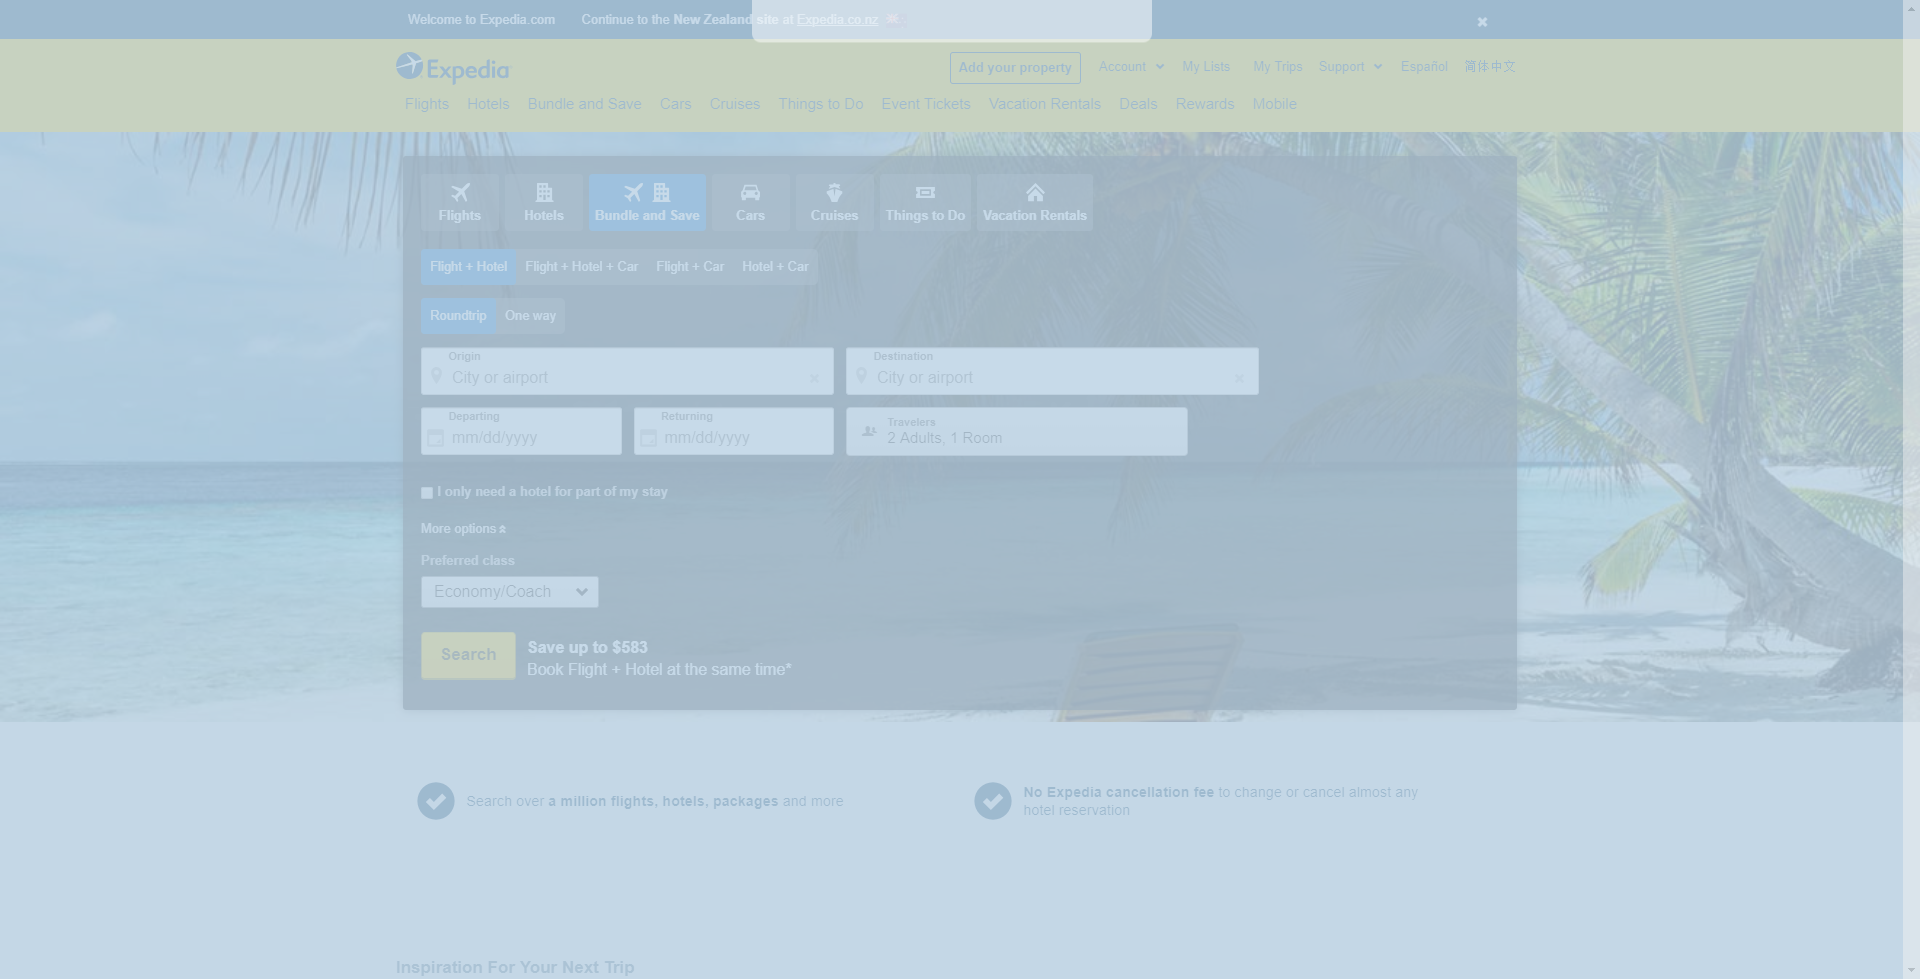 Welcome to Expedia.com Continue to the New Zealand site at Expedia.co.nz
Expedia
Add your property Account My Lists My Trips Support Español 简体中文
Flights Hotels Bundle and Save Cars Cruises Things to Do Event Tickets Vacation Rentals Deals Rewards Mobile
Flights Hotels Bundle and Save Cars Cruises Things to Do Vacation Rentals
Flight + Hotel Flight + Hotel + Car Flight + Car Hotel + Car
Roundtrip One way
Origin Destination
City or airport City or airport
Departing Returning Travelers
mm/dd/yyyy mm/dd/yyyy 2 Adults, 1 Room
I only need a hotel for part of my stay
More options
Preferred class
Economy/Coach
Search
Save up to $583
Book Flight + Hotel at the same time*
Search over a million flights, hotels, packages and more
No Expedia cancellation fee to change or cancel almost any
hotel reservation
Inspiration For Your Next Trip